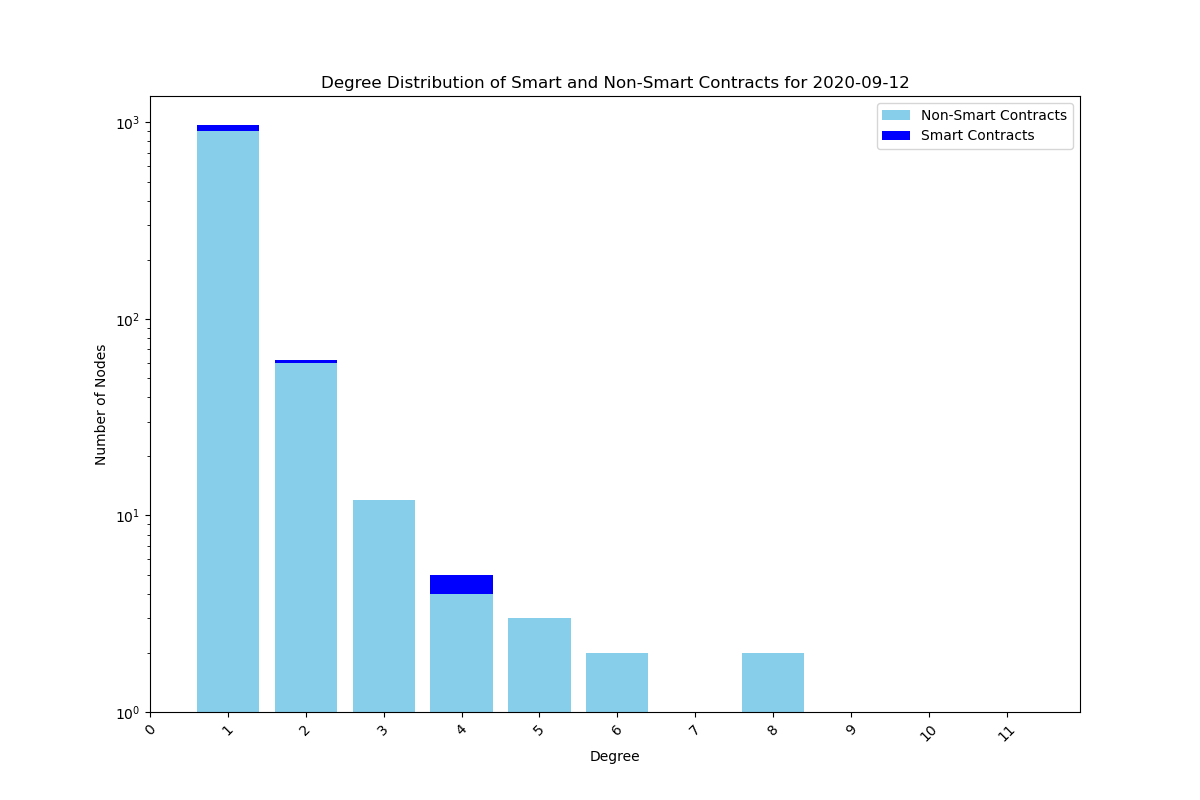 Degree Distribution of Smart and Non-Smart Contracts for 2020-09-12
Non-Smart Contracts
Smart Contracts
10³
10²
10¹
10⁰
Number of Nodes
0 1 2 3 4 5 6 7 8 9 10 11
Degree